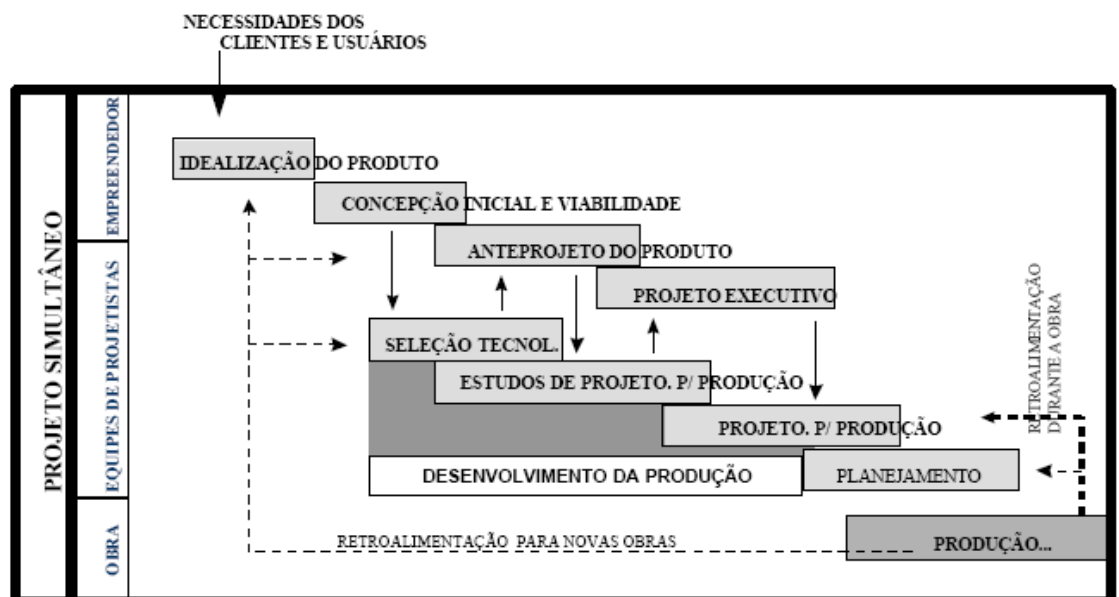 NECESSIDADES DOS
CLIENTES E USUÁRIOS
PROJETO SIMULTÂNEO
EMPREENDEDOR
IDEALIZAÇÃO DO PRODUTO
CONCEPÇÃO INICIAL E VIABILIDADE
ANTEPROJETO DO PRODUTO
PROJETO EXECUTIVO
EQUIPES DE PROJETISTAS
SELEÇÃO TECNOL.
ESTUDOS DE PROJETO. P/ PRODUÇÃO
PROJETO. P/ PRODUÇÃO
DESENVOLVIMENTO DA PRODUÇÃO
PLANEJAMENTO
RETROALIMENTAÇÃO
DURANTE A OBRA
OBRA
RETROALIMENTAÇÃO PARA NOVAS OBRAS
PRODUÇÃO...